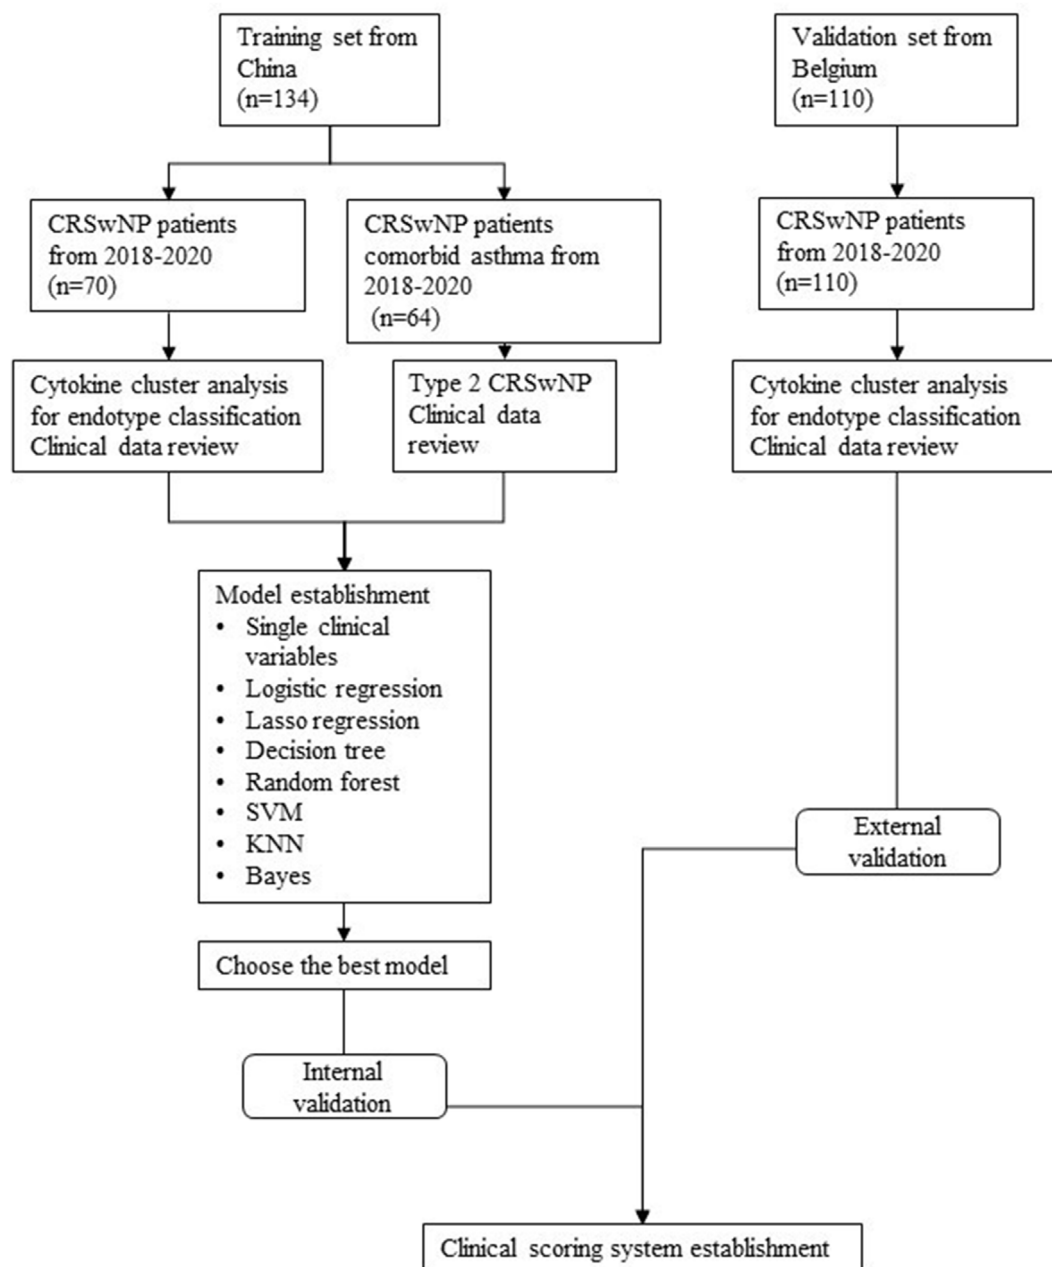 Training set from
China
(n=134)
Validation set from
Belgium
(n=110)
CRSwNP patients
from 2018-2020
(n=70)
CRSwNP patients
comorbid asthma from
2018-2020
(n=64)
CRSwNP patients
from 2018-2020
(n=110)
Cytokine cluster analysis
for endotype classification
Clinical data review
Type 2 CRSwNP
Clinical data
review
Cytokine cluster analysis
for endotype classification
Clinical data review
Model establishment
• Single clinical
variables
• Logistic regression
• Lasso regression
• Decision tree
• Random forest
• SVM
• KNN
• Bayes
External
validation
Choose the best model
Internal
validation
Clinical scoring system establishment